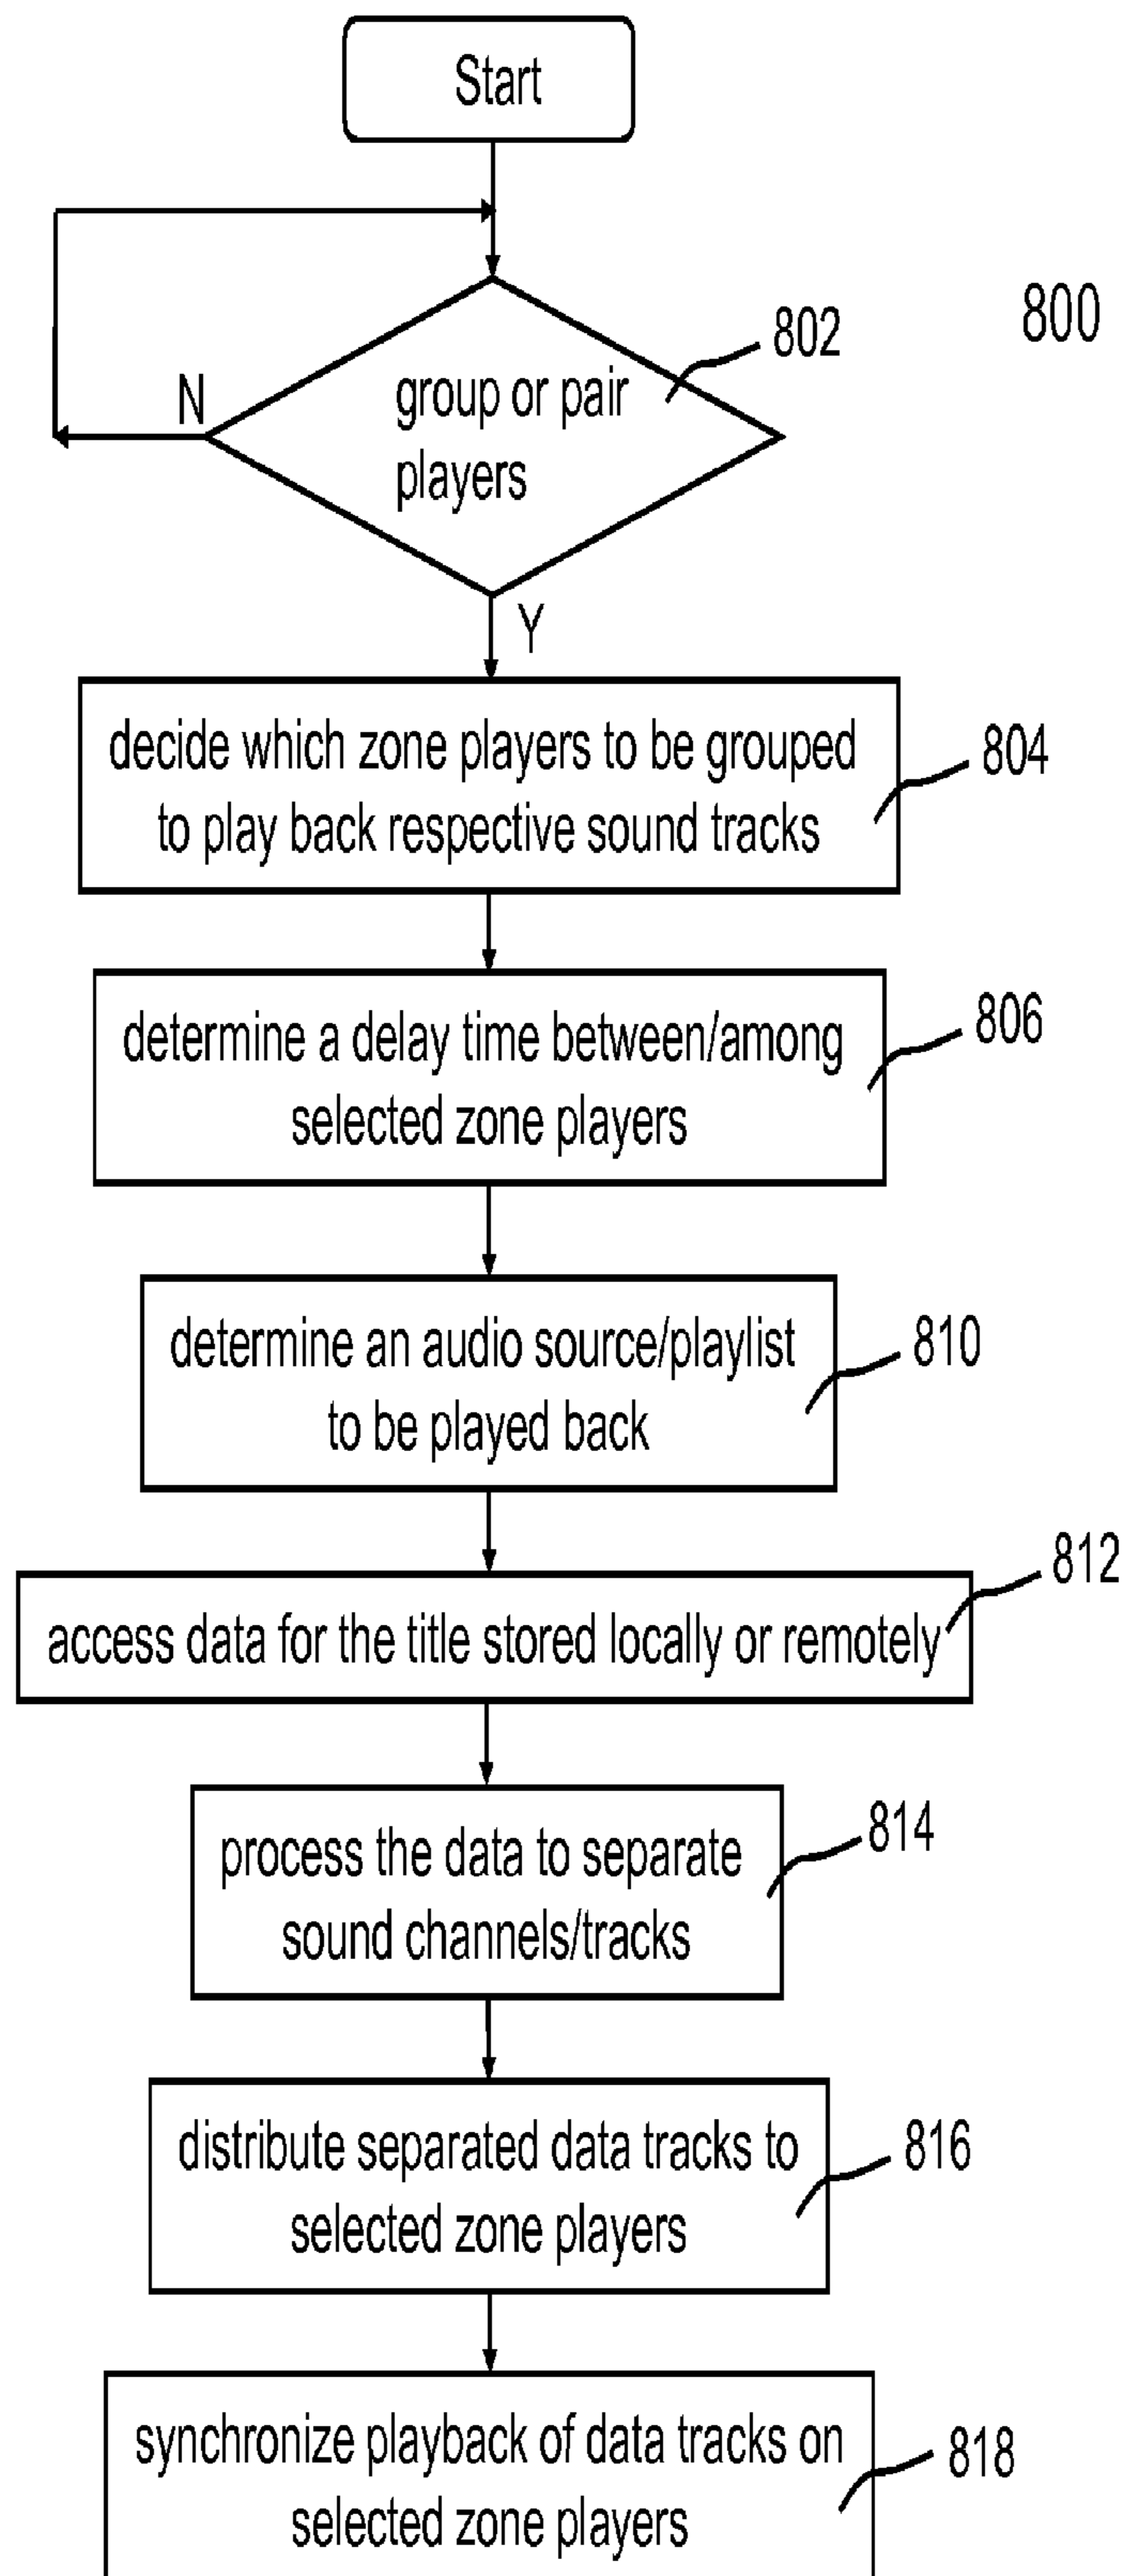 Start
800
802
group or pair
players
N
Y
decide which zone players to be grouped
to play back respective sound tracks
804
determine a delay time between/among
selected zone players
806
determine an audio source/playlist
to be played back
810
access data for the title stored locally or remotely
812
process the data to separate
sound channels/tracks
814
distribute separated data tracks to
selected zone players
816
synchronize playback of data tracks on
selected zone players
818